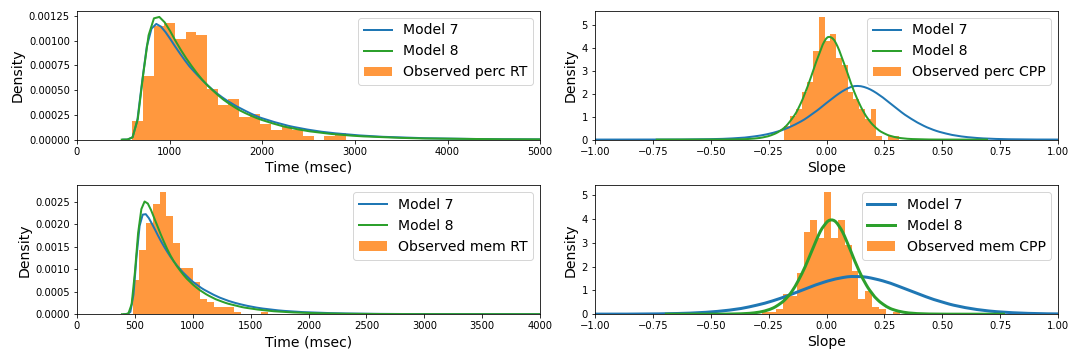 Density
0.00125
0.00100
0.00075
0.00050
0.00025
0.00000
0 1000 2000 3000 4000 5000
Time (msec)
Model 7
Model 8
Observed perc RT
Density
5
4
3
2
1
0
-1.00 -0.75 -0.50 -0.25 0.00 0.25 0.50 0.75 1.00
Slope
Model 7
Model 8
Observed perc CPP
Density
0.0025
0.0020
0.0015
0.0010
0.0005
0.0000
0 500 1000 1500 2000 2500 3000 3500 4000
Time (msec)
Model 7
Model 8
Observed mem RT
Density
5
4
3
2
1
0
-1.00 -0.75 -0.50 -0.25 0.00 0.25 0.50 0.75 1.00
Slope
Model 7
Model 8
Observed mem CPP